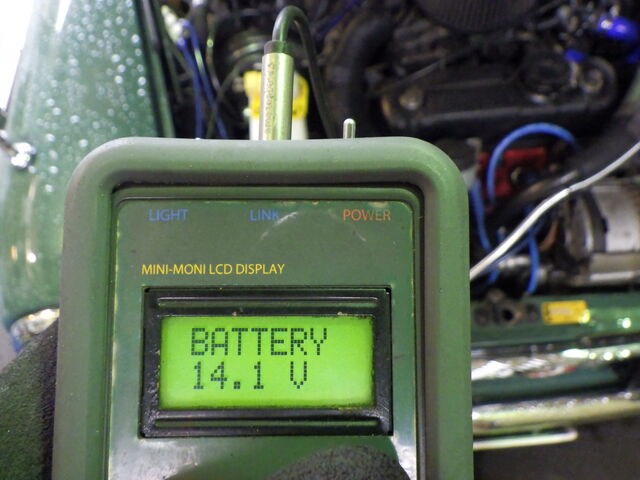 LIGHT LINK POWER
MINI-MONI LCD DISPLAY
BATTERY
14.1 V